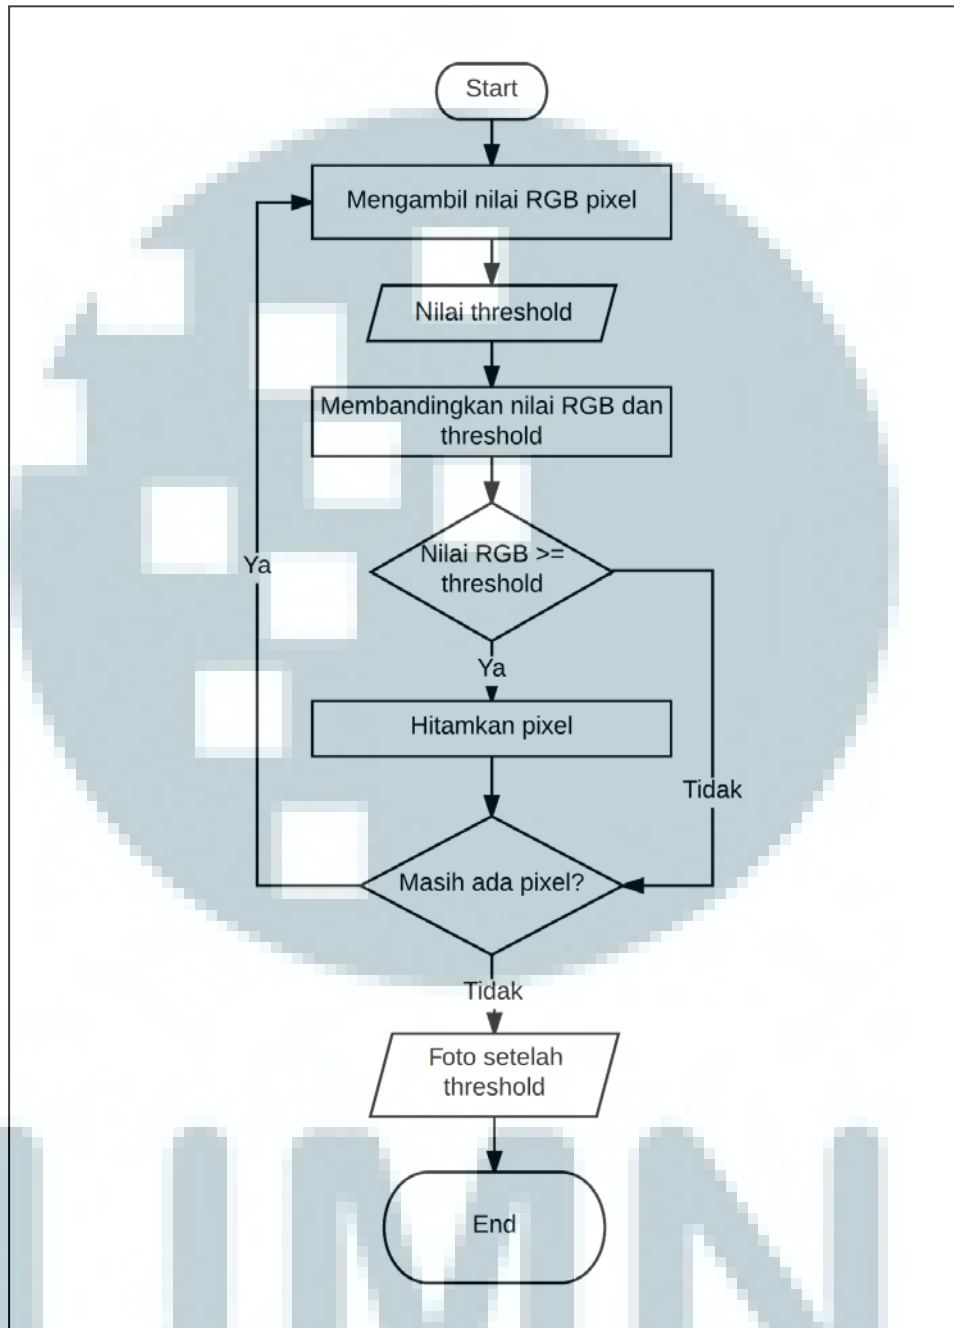 Start
Mengambil nilai RGB pixel
Nilai threshold
Membandingkan nilai RGB dan
threshold
Nilai RGB >=
threshold
Ya
Ya
Hitamkan pixel
Tidak
Masih ada pixel?
Tidak
Foto setelah
threshold
End
UMN